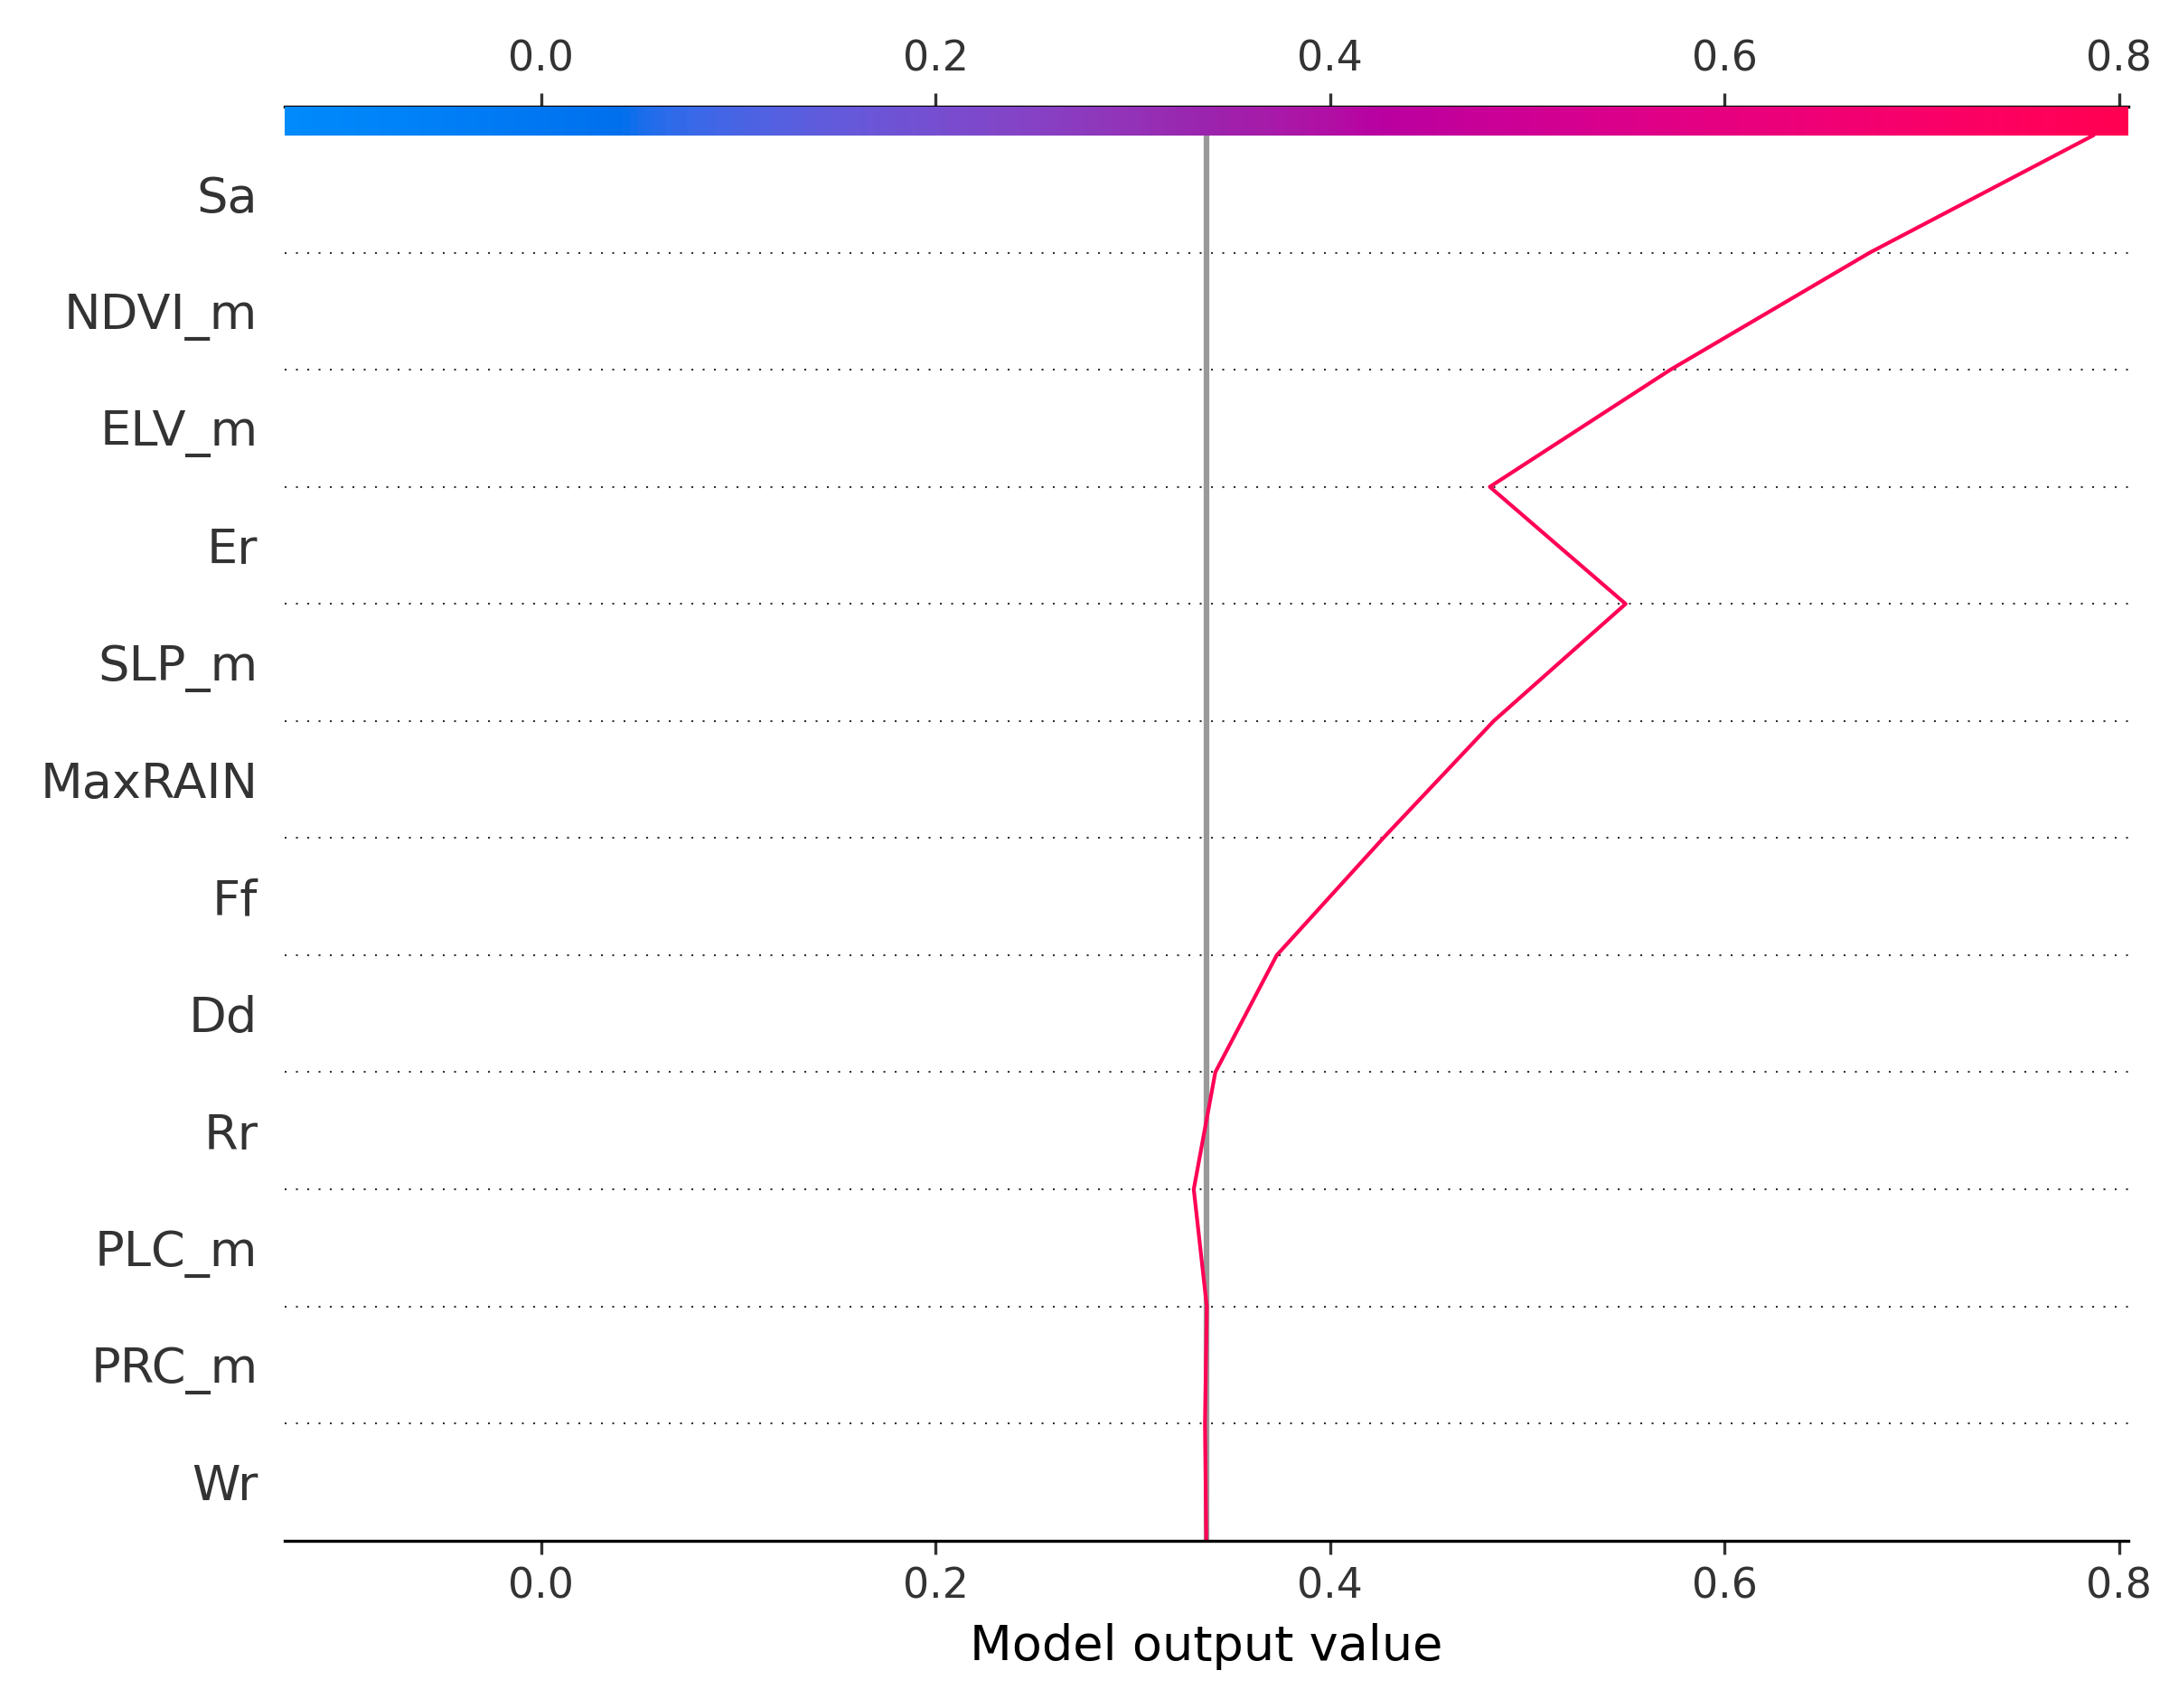 0.0 0.2 0.4 0.6 0.8
Sa
NDVI_m
ELV_m
Er
SLP_m
MaxRAIN
Ff
Dd
Rr
PLC_m
PRC_m
Wr
0.0 0.2 0.4 0.6 0.8
Model output value